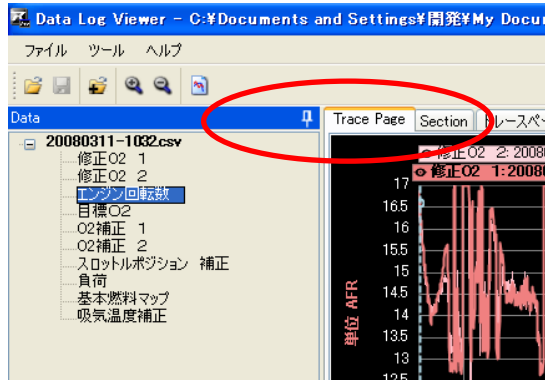 Data Log Viewer - C:¥Documents and Settings¥開発¥My Docu
ファイル ツール ヘルプ
Data
Trace Page Section トレースペ
20080311-1032.csv
修正O2 1
修正O2 2
エンジン回転数
目標O2
O2補正 1
O2補正 2
スロットルポジション 補正
負荷
基本燃料マップ
吸気温度補正
修正O2 2:2008
修正O2 1:2008
17
16.5
16
15.5
15
14.5
14
13.5
13
12.5
単位 AFR